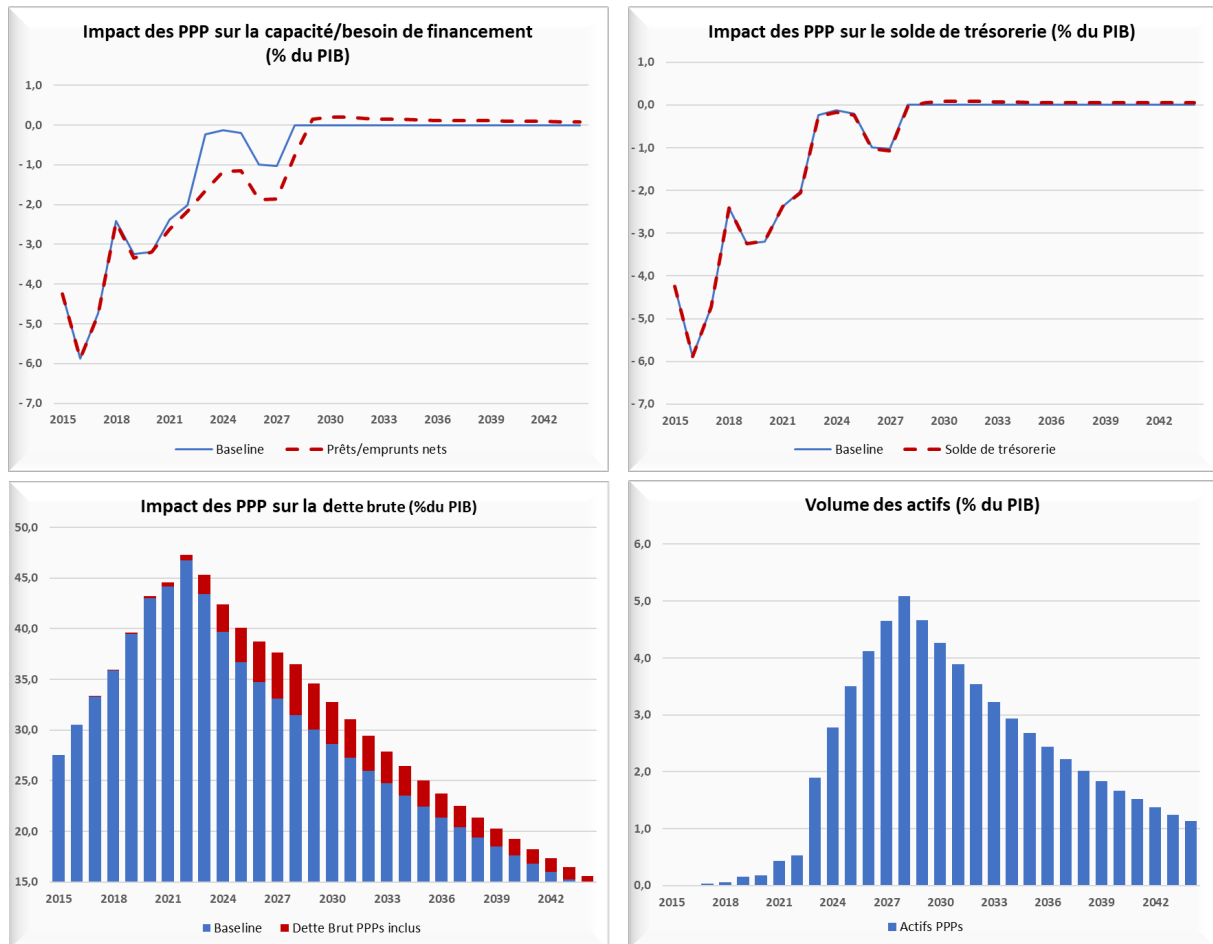 Impact des PPP sur la capacité/besoin de financement
(% du PIB)
1,0
0,0
- 1,0
- 2,0
- 3,0
- 4,0
- 5,0
- 6,0
- 7,0
2015 2018 2021 2024 2027 2030 2033 2036 2039 2042
Baseline Prêts/emprunts nets
Impact des PPP sur le solde de trésorerie (% du PIB)
1,0
0,0
- 1,0
- 2,0
- 3,0
- 4,0
- 5,0
- 6,0
- 7,0
2015 2018 2021 2024 2027 2030 2033 2036 2039 2042
Baseline Solde de trésorerie
Impact des PPP sur la dette brute (%du PIB)
50,0
45,0
40,0
35,0
30,0
25,0
20,0
15,0
2015 2018 2021 2024 2027 2030 2033 2036 2039 2042
Baseline Dette Brut PPPs inclus
Volume des actifs (% du PIB)
6,0
5,0
4,0
3,0
2,0
1,0
0,0
2015 2018 2021 2024 2027 2030 2033 2036 2039 2042
Actifs PPPs